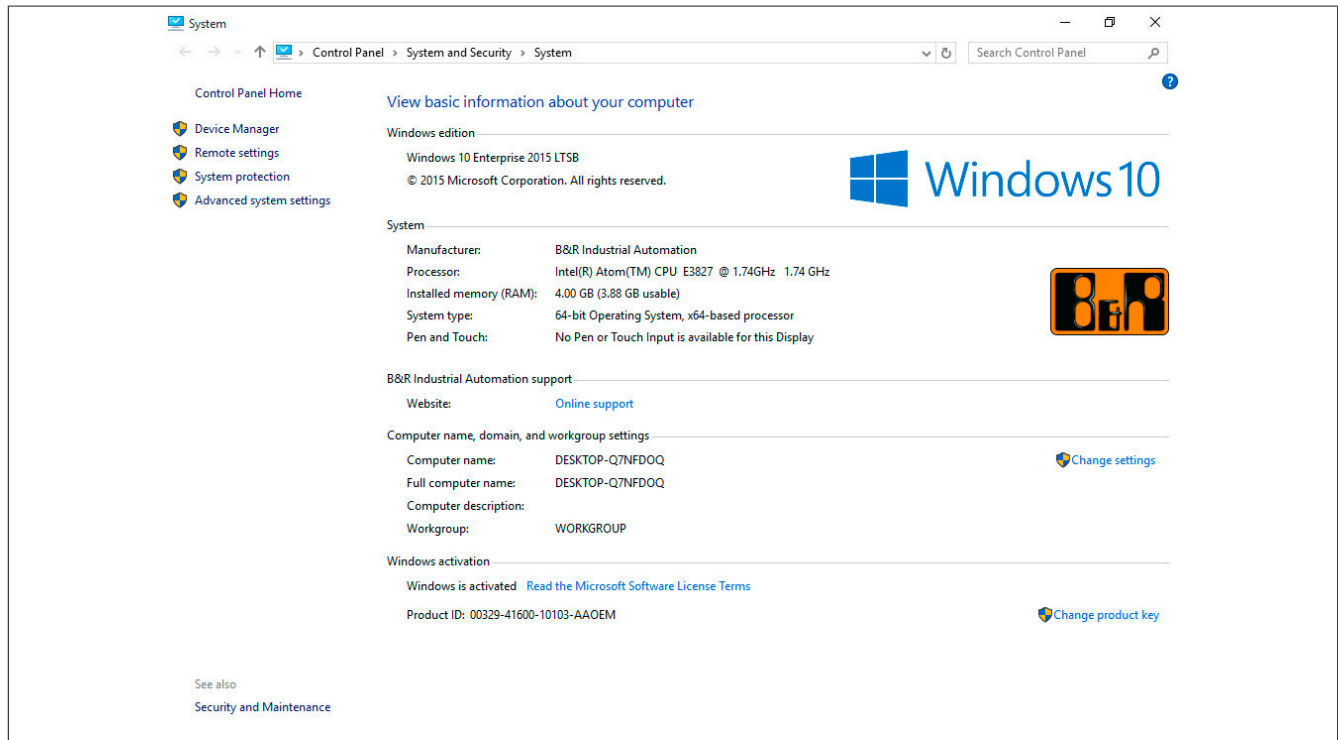 System
Control Panel > System and Security > System
Search Control Panel
?
Control Panel Home
Device Manager
Remote settings
System protection
Advanced system settings
View basic information about your computer
Windows edition
Windows 10 Enterprise 2015 LTSB
© 2015 Microsoft Corporation. All rights reserved.
Windows 10
System
Manufacturer: B&R Industrial Automation
Processor: Intel(R) Atom(TM) CPU E3827 @ 1.74GHz 1.74 GHz
Installed memory (RAM): 4.00 GB (3.88 GB usable)
System type: 64-bit Operating System, x64-based processor
Pen and Touch: No Pen or Touch Input is available for this Display
B&R
B&R Industrial Automation support
Website: Online support
Computer name, domain, and workgroup settings
Computer name: DESKTOP-Q7NFDOQ
Change settings
Full computer name: DESKTOP-Q7NFDOQ
Computer description:
Workgroup: WORKGROUP
Windows activation
Windows is activated Read the Microsoft Software License Terms
Product ID: 00329-41600-10103-AAOEM
Change product key
See also
Security and Maintenance